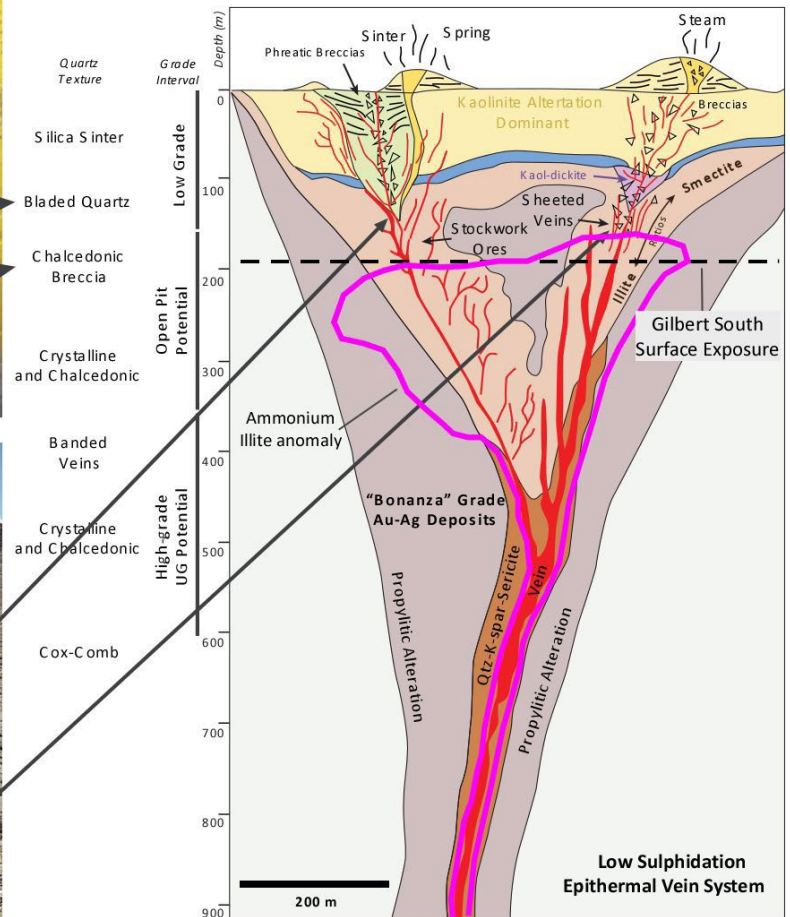 Quartz
Texture
Grade
Interval
Depth (m)
Silica Sinter
Bladed Quartz
Chalcedonic
Breccia
Crystalline
and Chalcedonic
Banded
Veins
Crystalline
and Chalcedonic
Cox-Comb
Low Grade
Open Pit
Potential
High-grade
UG Potential
0
100
200
300
400
500
600
700
800
900
Sinter
Spring
Steam
Phreatic Breccias
Breccias
Kaolinite Altertation
Dominant
Kaol-dickite
Smectite
Sheeted
Veins
Stockwork
Ores
Ratios
Illite
Gilbert South
Surface Exposure
Ammonium
Illite anomaly
“Bonanza” Grade
Au-Ag Deposits
Propylitic Alteration
Qtz-K-spar-Sericite
Vein
Propylitic Alteration
Low Sulphidation
Epithermal Vein System
200 m